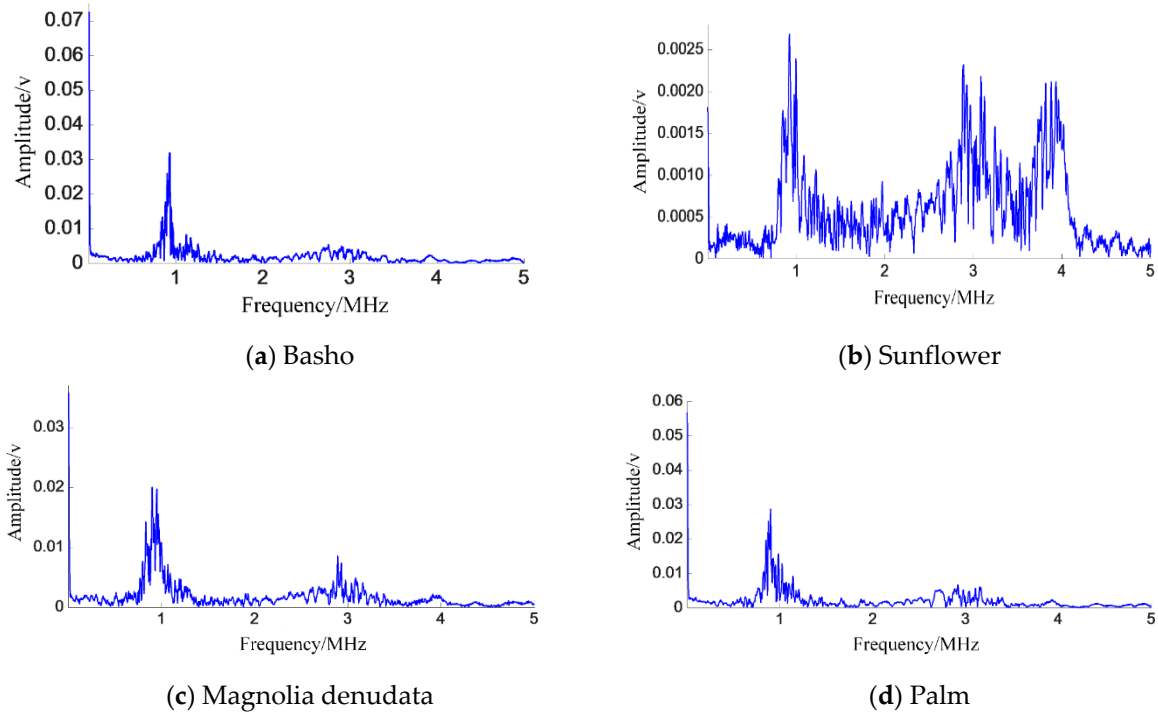 0.07
0.06
0.05
0.04
0.03
0.02
0.01
0
Amplitude/v
1 2 3 4 5
Frequency/MHz
(a) Basho
0.0025
0.0020
0.0015
0.0010
0.0005
0
Amplitude/v
1 2 3 4 5
Frequency/MHz
(b) Sunflower
0.03
0.02
0.01
0
Amplitude/v
1 2 3 4 5
Frequency/MHz
(c) Magnolia denudata
0.06
0.05
0.04
0.03
0.02
0.01
0
Amplitude/v
1 2 3 4 5
Frequency/MHz
(d) Palm